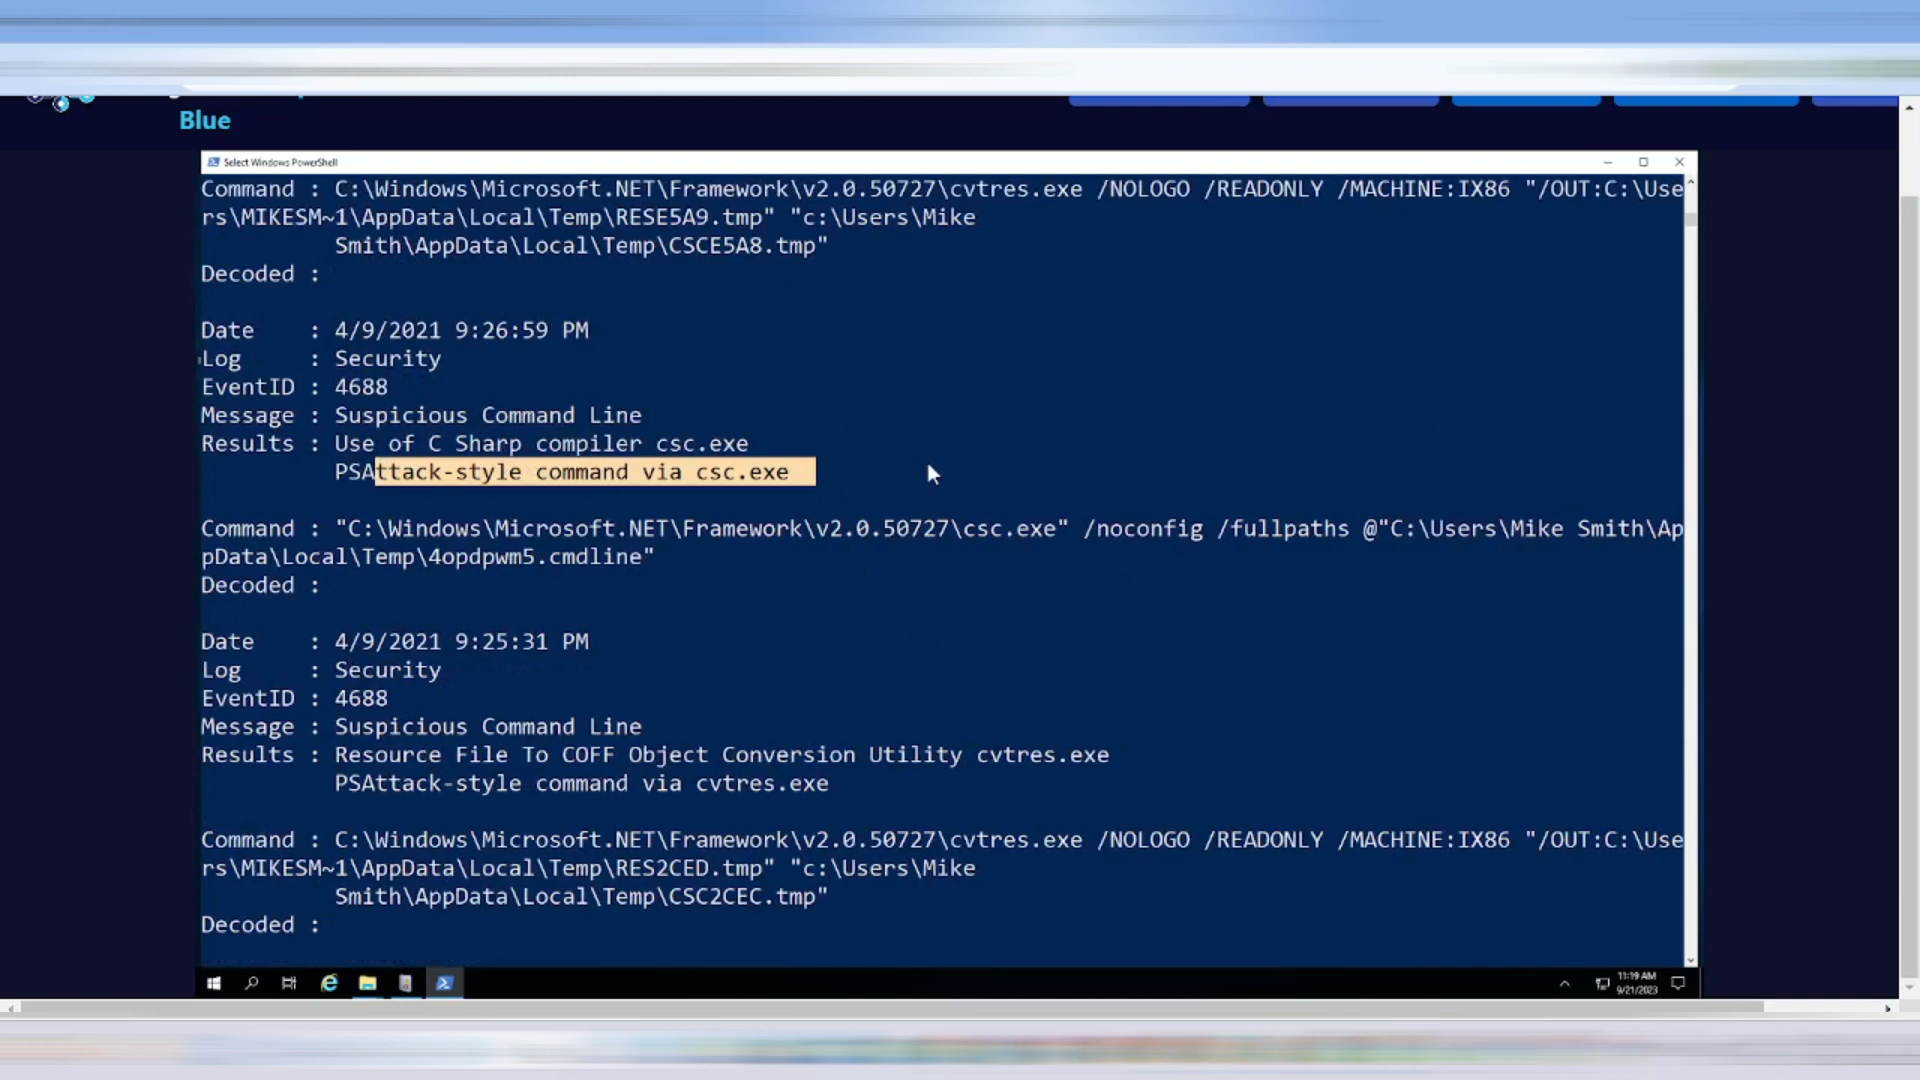 Blue
Select Windows PowerShell
Command : C:\Windows\Microsoft.NET\Framework\v2.0.50727\cvtres.exe /NOLOGO /READONLY /MACHINE:IX86 "/OUT:C:\Use
rs\MIKESM~1\AppData\Local\Temp\RESE5A9.tmp" "c:\Users\Mike
Smith\AppData\Local\Temp\CSCE5A8.tmp"
Decoded :
Date : 4/9/2021 9:26:59 PM
Log : Security
EventID : 4688
Message : Suspicious Command Line
Results : Use of C Sharp compiler csc.exe
PSAttack-style command via csc.exe
Command : "C:\Windows\Microsoft.NET\Framework\v2.0.50727\csc.exe" /noconfig /fullpaths @"C:\Users\Mike Smith\Ap
pData\Local\Temp\4opdpwm5.cmdline"
Decoded :
Date : 4/9/2021 9:25:31 PM
Log : Security
EventID : 4688
Message : Suspicious Command Line
Results : Resource File To COFF Object Conversion Utility cvtres.exe
PSAttack-style command via cvtres.exe
Command : C:\Windows\Microsoft.NET\Framework\v2.0.50727\cvtres.exe /NOLOGO /READONLY /MACHINE:IX86 "/OUT:C:\Use
rs\MIKESM~1\AppData\Local\Temp\RES2CED.tmp" "c:\Users\Mike
Smith\AppData\Local\Temp\CSC2CEC.tmp"
Decoded :
11:19 AM
9/21/2023